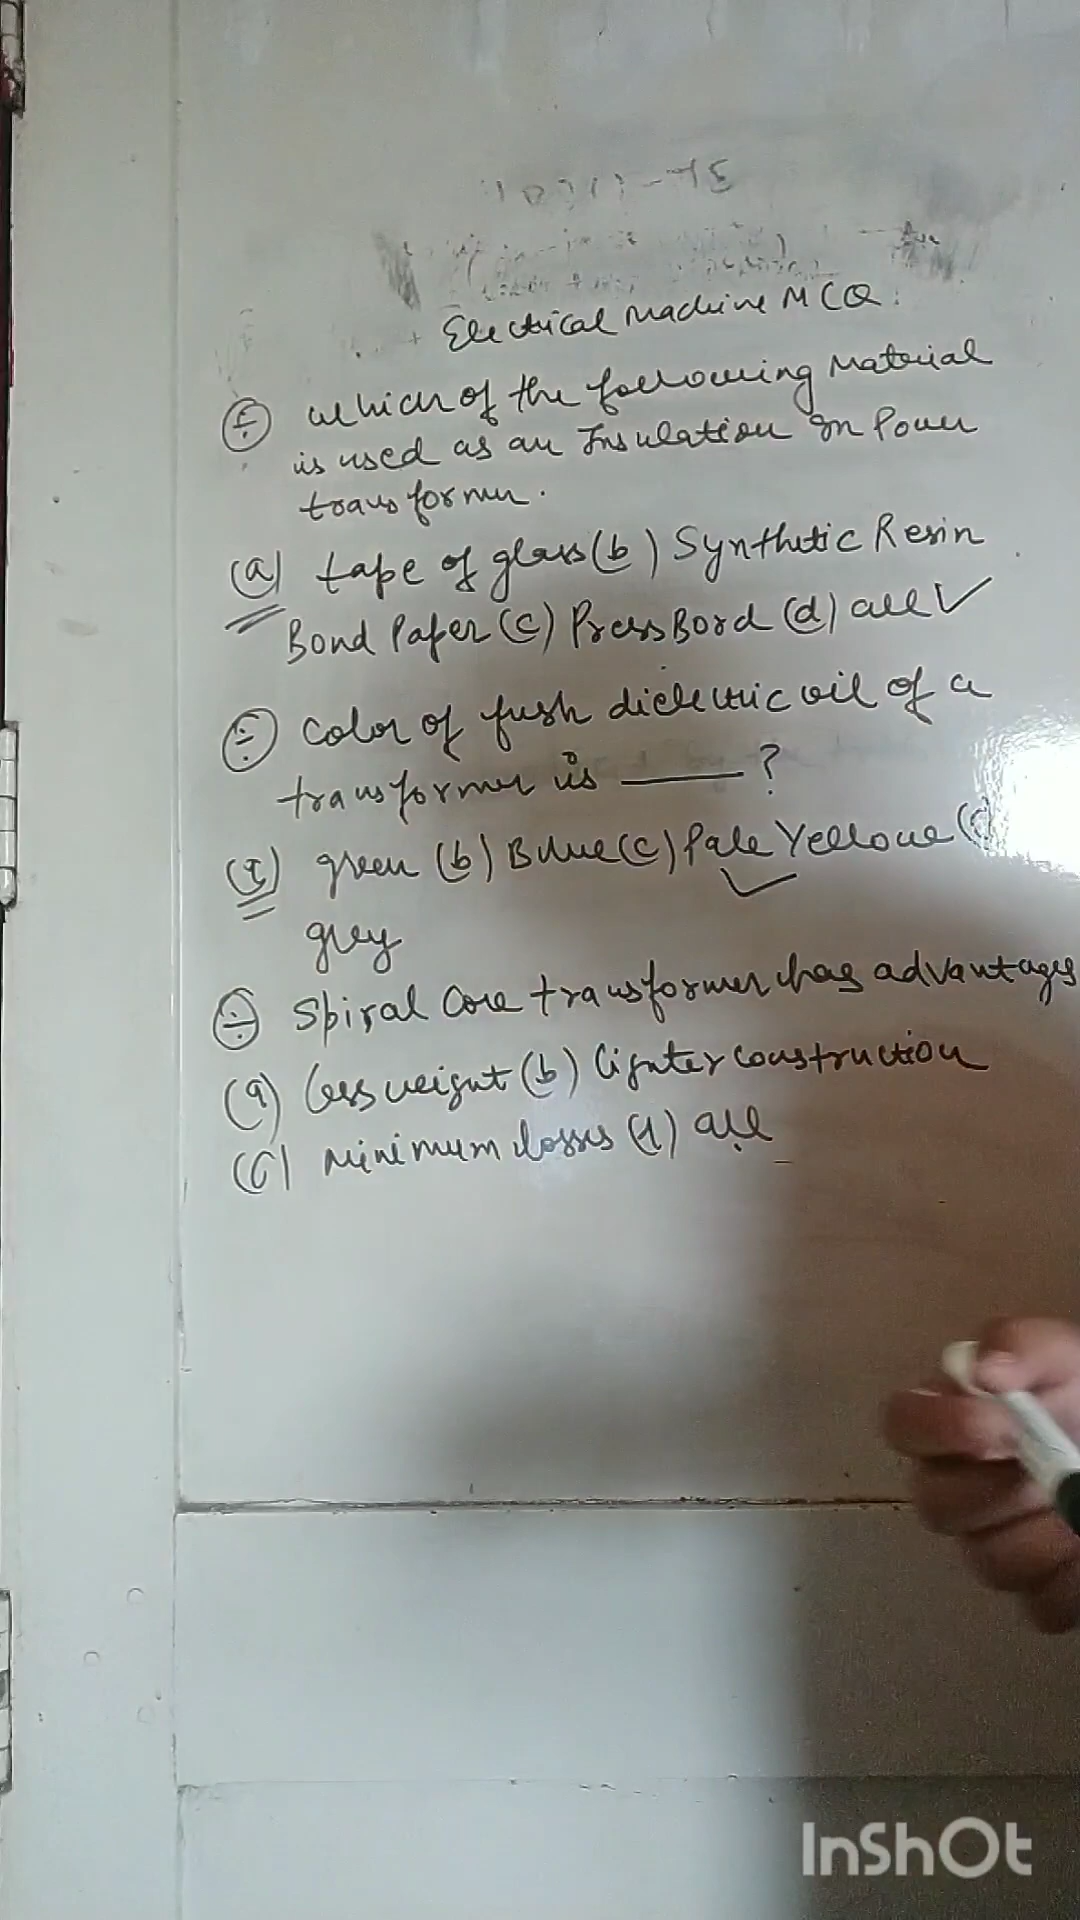 Electrical Machine MCQ:
which of the following Material
is used as an Insulation in Power
transformer.
(a) tape of glass (b) Synthetic Resin
Bond Paper (c) Press Bord (d) all ✓
color of fresh dielectric oil of a
transformer is ——— ?
(a) green (b) Blue (c) Pale Yellow (d)
grey
Spiral Core transformer has advantages
(a) less weight (b) lighter construction
(c) Minimum losses (d) all
InShOt